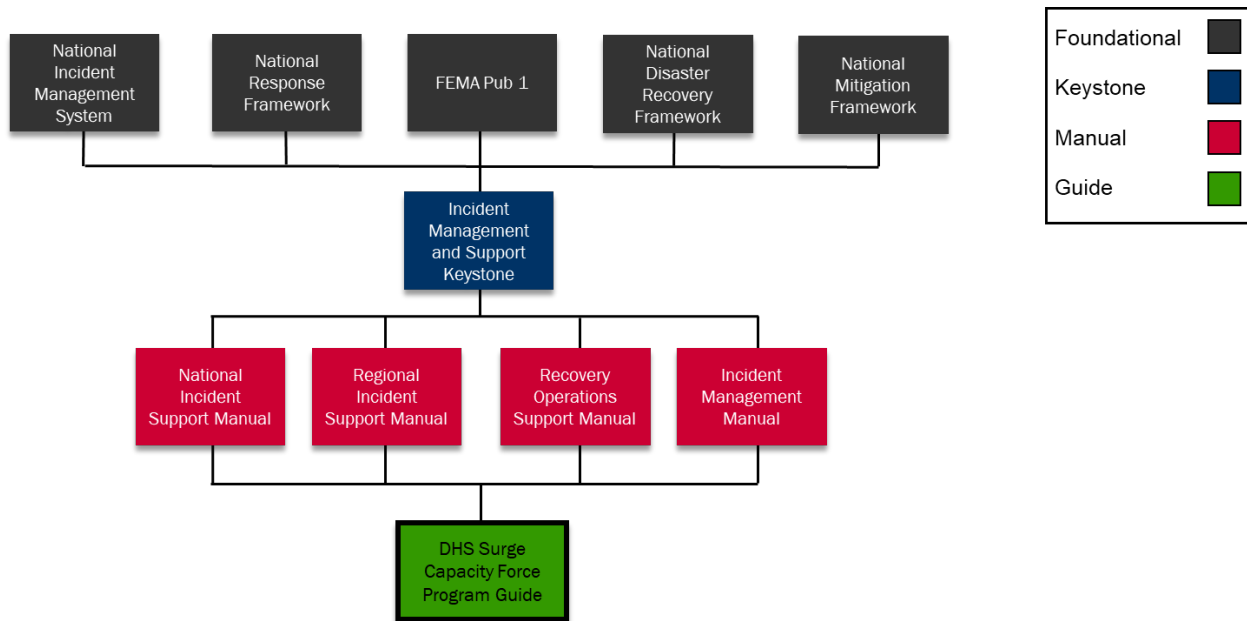 National
Incident
Management
System
National
Response
Framework
FEMA Pub 1
National
Disaster
Recovery
Framework
National
Mitigation
Framework
Foundational
Keystone
Manual
Guide
Incident
Management
and Support
Keystone
National
Incident
Support Manual
Regional
Incident
Support Manual
Recovery
Operations
Support Manual
Incident
Management
Manual
DHS Surge
Capacity Force
Program Guide